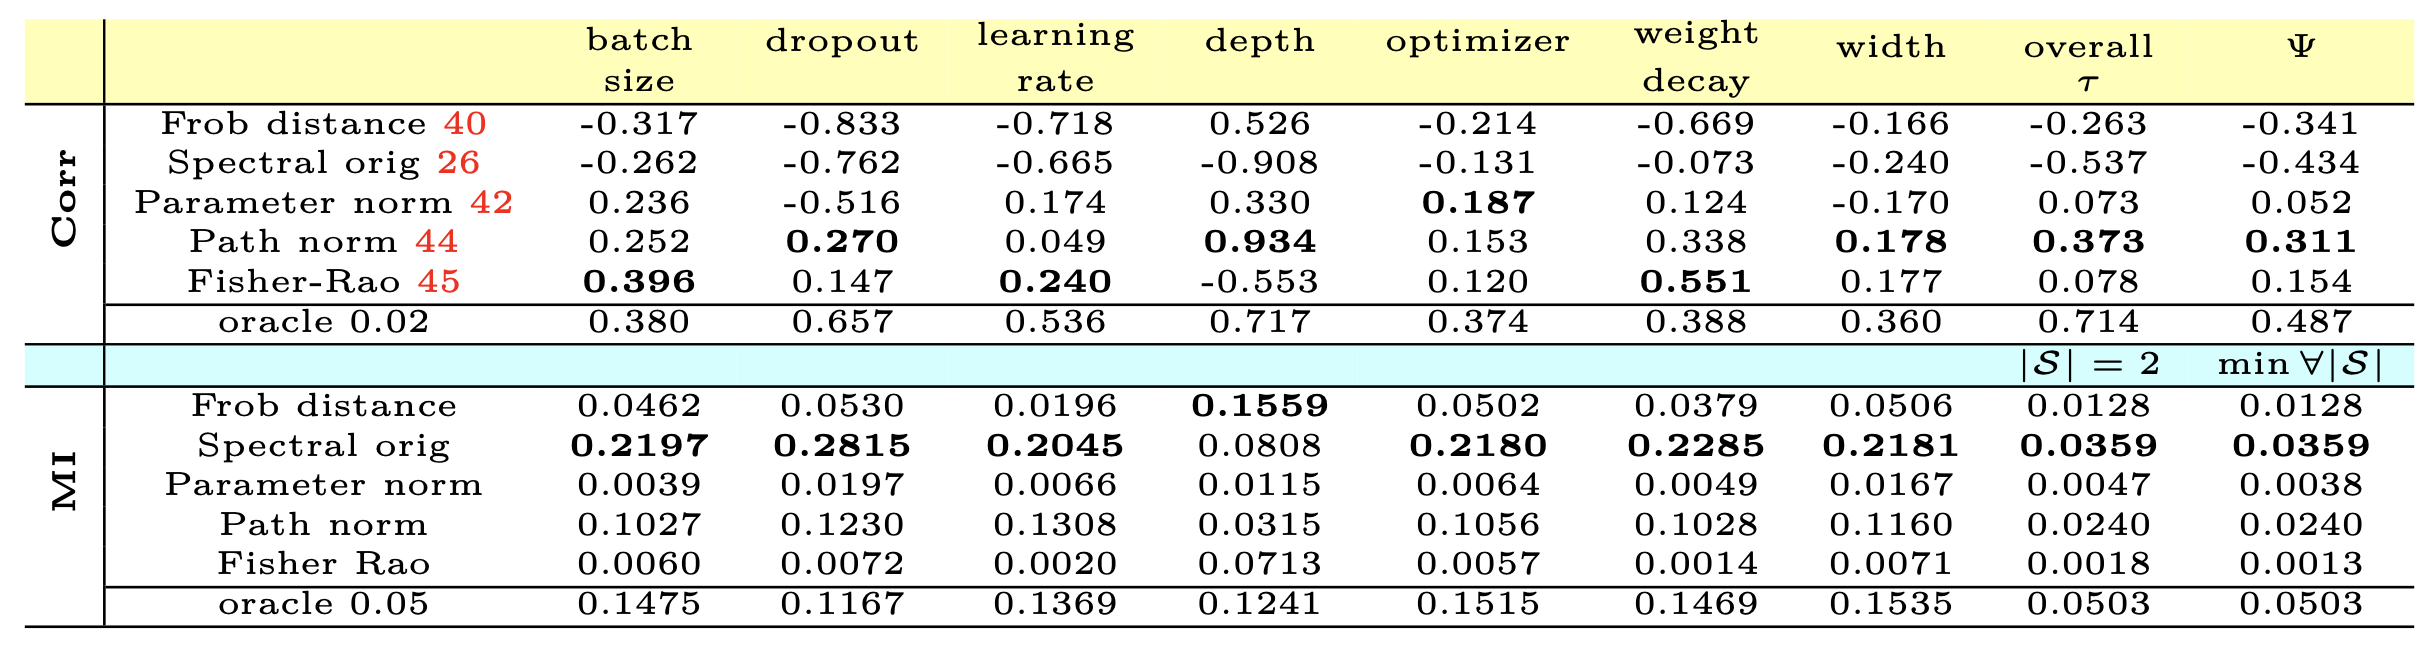 batch size dropout learning rate depth optimizer weight decay width overall τ Ψ
Corr
Frob distance 40 -0.317 -0.833 -0.718 0.526 -0.214 -0.669 -0.166 -0.263 -0.341
Spectral orig 26 -0.262 -0.762 -0.665 -0.908 -0.131 -0.073 -0.240 -0.537 -0.434
Parameter norm 42 0.236 -0.516 0.174 0.330 0.187 0.124 -0.170 0.073 0.052
Path norm 44 0.252 0.270 0.049 0.934 0.153 0.338 0.178 0.373 0.311
Fisher-Rao 45 0.396 0.147 0.240 -0.553 0.120 0.551 0.177 0.078 0.154
oracle 0.02 0.380 0.657 0.536 0.717 0.374 0.388 0.360 0.714 0.487
|𝒮| = 2 min ∀|𝒮|
MI
Frob distance 0.0462 0.0530 0.0196 0.1559 0.0502 0.0379 0.0506 0.0128 0.0128
Spectral orig 0.2197 0.2815 0.2045 0.0808 0.2180 0.2285 0.2181 0.0359 0.0359
Parameter norm 0.0039 0.0197 0.0066 0.0115 0.0064 0.0049 0.0167 0.0047 0.0038
Path norm 0.1027 0.1230 0.1308 0.0315 0.1056 0.1028 0.1160 0.0240 0.0240
Fisher Rao 0.0060 0.0072 0.0020 0.0713 0.0057 0.0014 0.0071 0.0018 0.0013
oracle 0.05 0.1475 0.1167 0.1369 0.1241 0.1515 0.1469 0.1535 0.0503 0.0503